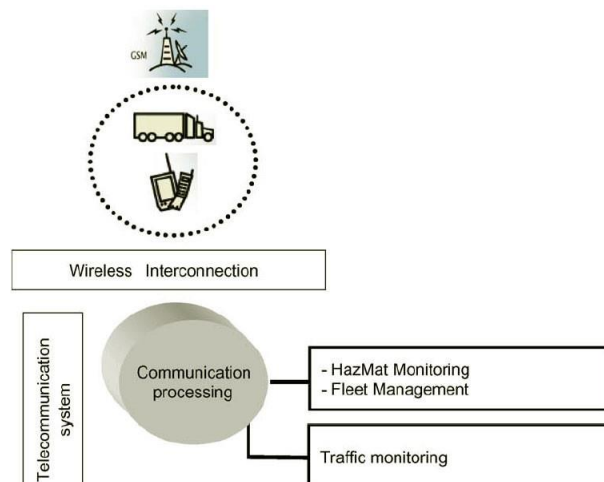 GSM
Wireless Interconnection
Telecommunication
system
Communication
processing
- HazMat Monitoring
- Fleet Management
Traffic monitoring